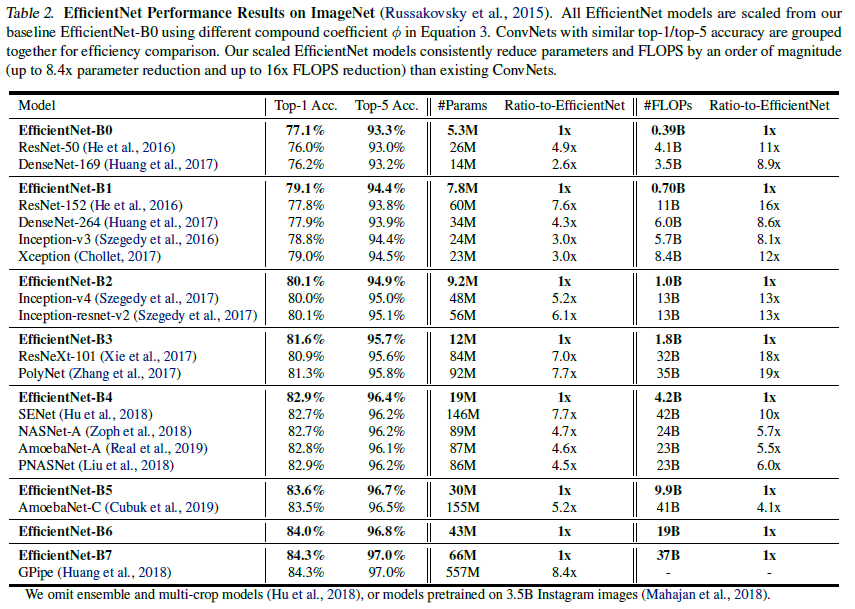 Table 2. EfficientNet Performance Results on ImageNet (Russakovsky et al., 2015). All EfficientNet models are scaled from our
baseline EfficientNet-B0 using different compound coefficient ϕ in Equation 3. ConvNets with similar top-1/top-5 accuracy are grouped
together for efficiency comparison. Our scaled EfficientNet models consistently reduce parameters and FLOPS by an order of magnitude
(up to 8.4x parameter reduction and up to 16x FLOPS reduction) than existing ConvNets.
Model Top-1 Acc. Top-5 Acc. #Params Ratio-to-EfficientNet #FLOPs Ratio-to-EfficientNet
EfficientNet-B0 77.1% 93.3% 5.3M 1x 0.39B 1x
ResNet-50 (He et al., 2016) 76.0% 93.0% 26M 4.9x 4.1B 11x
DenseNet-169 (Huang et al., 2017) 76.2% 93.2% 14M 2.6x 3.5B 8.9x
EfficientNet-B1 79.1% 94.4% 7.8M 1x 0.70B 1x
ResNet-152 (He et al., 2016) 77.8% 93.8% 60M 7.6x 11B 16x
DenseNet-264 (Huang et al., 2017) 77.9% 93.9% 34M 4.3x 6.0B 8.6x
Inception-v3 (Szegedy et al., 2016) 78.8% 94.4% 24M 3.0x 5.7B 8.1x
Xception (Chollet, 2017) 79.0% 94.5% 23M 3.0x 8.4B 12x
EfficientNet-B2 80.1% 94.9% 9.2M 1x 1.0B 1x
Inception-v4 (Szegedy et al., 2017) 80.0% 95.0% 48M 5.2x 13B 13x
Inception-resnet-v2 (Szegedy et al., 2017) 80.1% 95.1% 56M 6.1x 13B 13x
EfficientNet-B3 81.6% 95.7% 12M 1x 1.8B 1x
ResNeXt-101 (Xie et al., 2017) 80.9% 95.6% 84M 7.0x 32B 18x
PolyNet (Zhang et al., 2017) 81.3% 95.8% 92M 7.7x 35B 19x
EfficientNet-B4 82.9% 96.4% 19M 1x 4.2B 1x
SENet (Hu et al., 2018) 82.7% 96.2% 146M 7.7x 42B 10x
NASNet-A (Zoph et al., 2018) 82.7% 96.2% 89M 4.7x 24B 5.7x
AmoebaNet-A (Real et al., 2019) 82.8% 96.1% 87M 4.6x 23B 5.5x
PNASNet (Liu et al., 2018) 82.9% 96.2% 86M 4.5x 23B 6.0x
EfficientNet-B5 83.6% 96.7% 30M 1x 9.9B 1x
AmoebaNet-C (Cubuk et al., 2019) 83.5% 96.5% 155M 5.2x 41B 4.1x
EfficientNet-B6 84.0% 96.8% 43M 1x 19B 1x
EfficientNet-B7 84.3% 97.0% 66M 1x 37B 1x
GPipe (Huang et al., 2018) 84.3% 97.0% 557M 8.4x - -
We omit ensemble and multi-crop models (Hu et al., 2018), or models pretrained on 3.5B Instagram images (Mahajan et al., 2018).